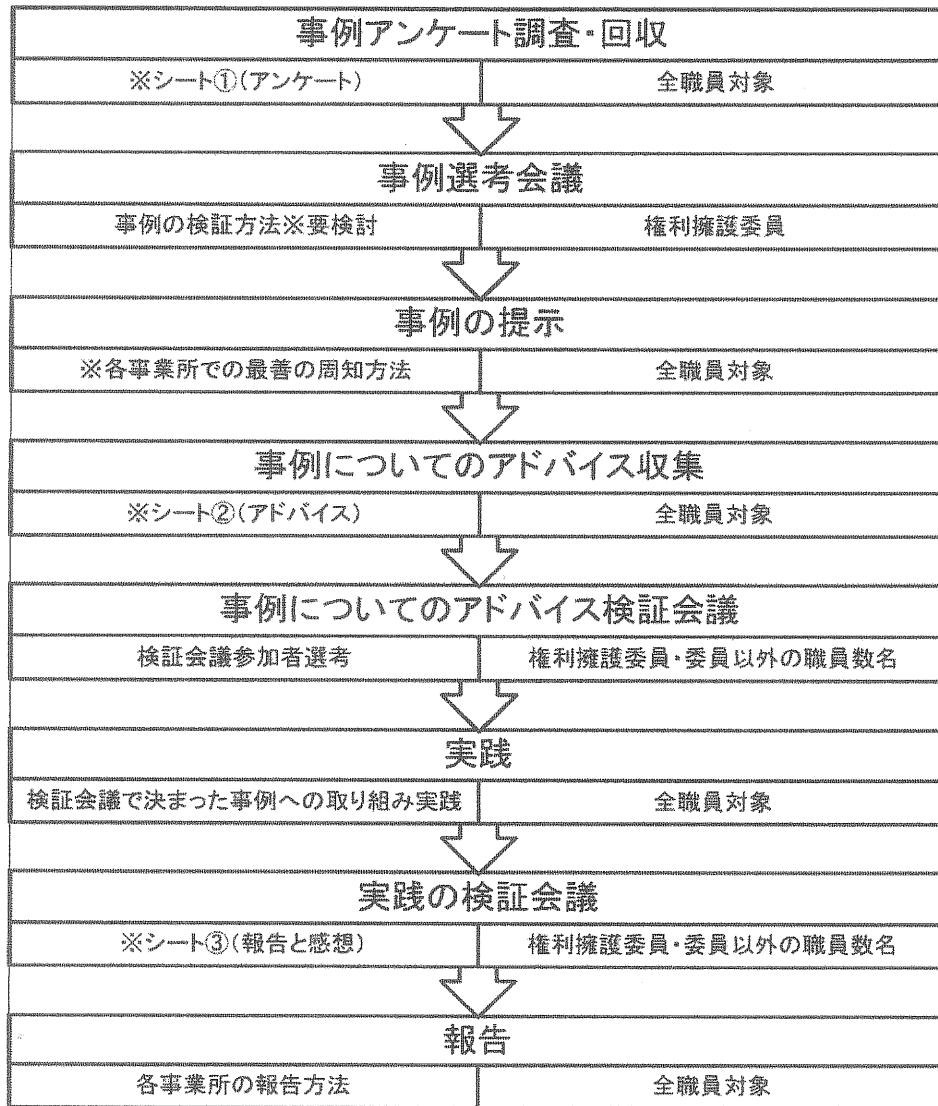 事例アンケート調査・回収
※シート①(アンケート) 全職員対象
事例選考会議
事例の検証方法※要検討 権利擁護委員
事例の提示
※各事業所での最善の周知方法 全職員対象
事例についてのアドバイス収集
※シート②(アドバイス) 全職員対象
事例についてのアドバイス検証会議
検証会議参加者選考 権利擁護委員・委員以外の職員数名
実践
検証会議で決まった事例への取り組み実践 全職員対象
実践の検証会議
※シート③(報告と感想) 権利擁護委員・委員以外の職員数名
報告
各事業所の報告方法 全職員対象